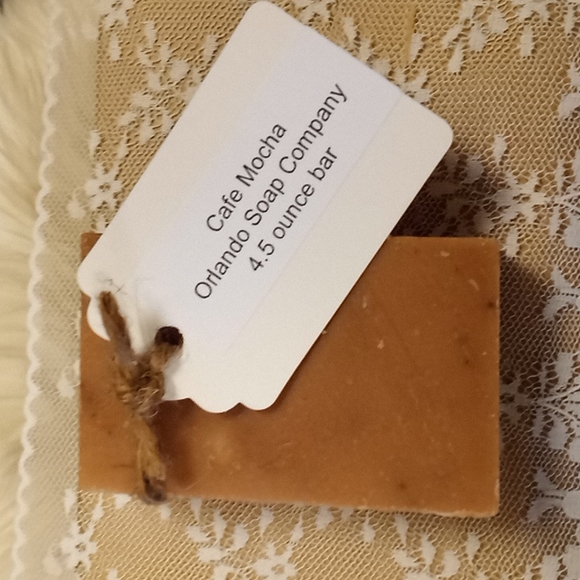 Cafe Mocha
Orlando Soap Company
4.5 ounce bar